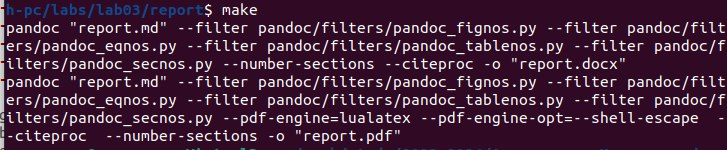 h-pc/labs/lab03/report$ make
pandoc "report.md" --filter pandoc/filters/pandoc_fignos.py --filter pandoc/filt
ers/pandoc_eqnos.py --filter pandoc/filters/pandoc_tablenos.py --filter pandoc/f
ilters/pandoc_secnos.py --number-sections --citeproc -o "report.docx"
pandoc "report.md" --filter pandoc/filters/pandoc_fignos.py --filter pandoc/filt
ers/pandoc_eqnos.py --filter pandoc/filters/pandoc_tablenos.py --filter pandoc/f
ilters/pandoc_secnos.py --pdf-engine=lualatex --pdf-engine-opt=--shell-escape  -
-citeproc  --number-sections -o "report.pdf"